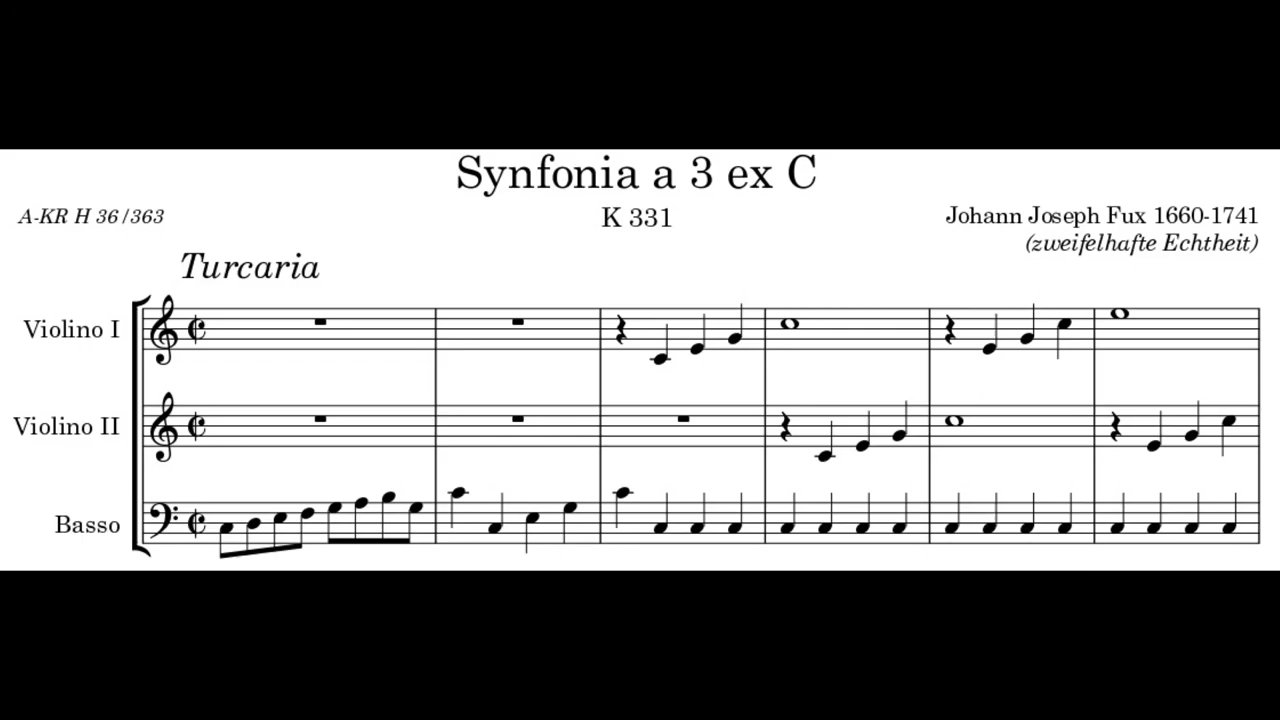 Synfonia a 3 ex C
A-KR H 36/363
K 331
Johann Joseph Fux 1660-1741
(zweifelhafte Echtheit)
Turcaria
Violino I
Violino II
Basso